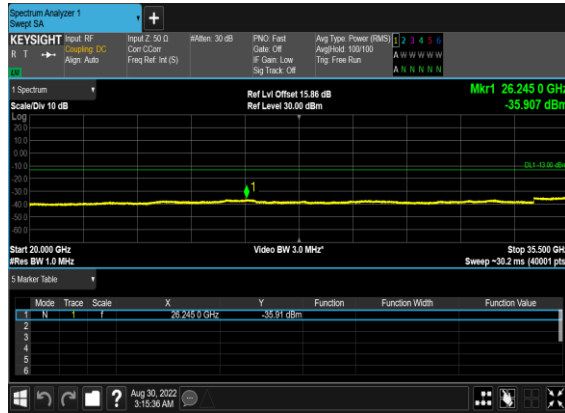 Spectrum Analyzer 1
Swept SA
KEYSIGHT Input: RF Input Z: 50 Ω #Atten: 30 dB PNO: Fast Avg Type: Power (RMS) 1 2 3 4 5 6
R T Coupling: DC Corr CCorr Gate: Off Avg|Hold: 100/100 A W W W W W
Align: Auto Freq Ref: Int (S) IF Gain: Low Trig: Free Run
LW Sig Track: Off A N N N N N
1 Spectrum Ref Lvl Offset 15.86 dB Mkr1 26.245 0 GHz
Scale/Div 10 dB Ref Level 30.00 dBm -35.907 dBm
Log
20.0
10.0
0.00
-10.0 DL1 -13.00 dBm
-20.0
-30.0 1
-40.0
-50.0
-60.0
Start 20.000 GHz Video BW 3.0 MHz* Stop 35.500 GHz
#Res BW 1.0 MHz Sweep ~30.2 ms (40001 pts
5 Marker Table
Mode Trace Scale X Y Function Function Width Function Value
1 N 1 f 26.245 0 GHz -35.91 dBm
2
3
4
5
6
? Aug 30, 2022
3:15:36 AM